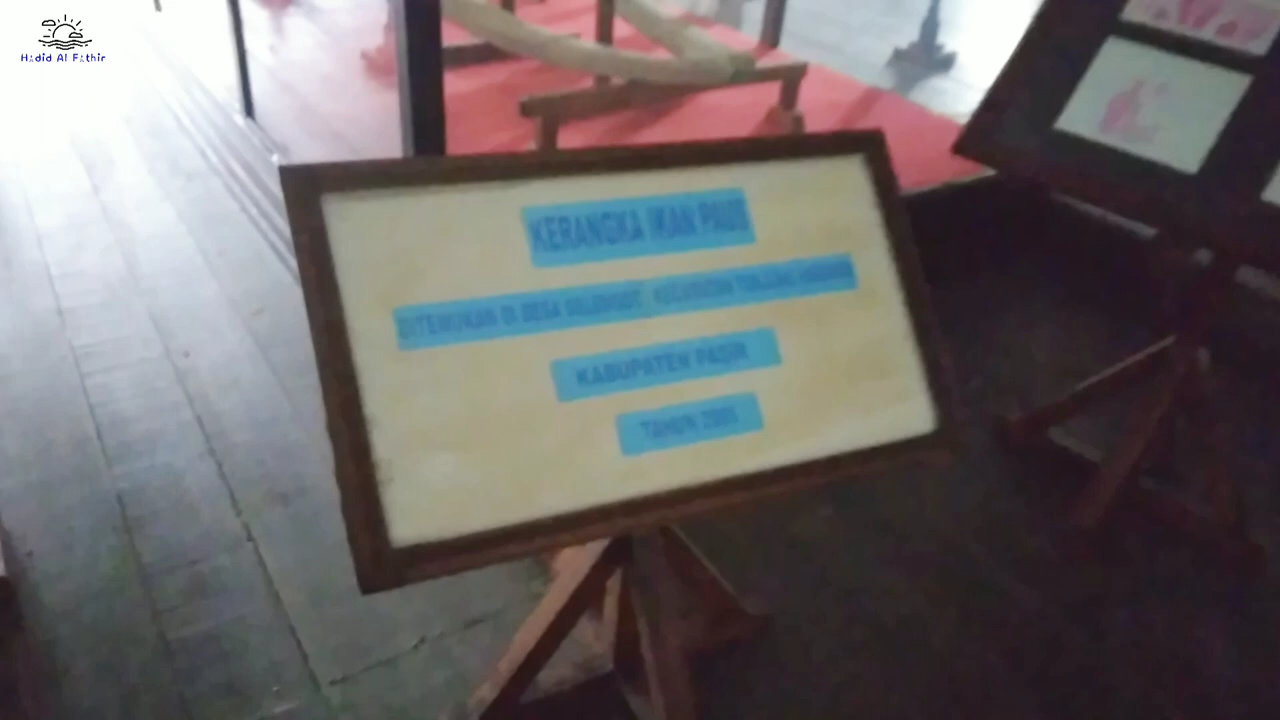 Hadid Al Fathir
KERANGKA IKAN PAUS
DITEMUKAN DI DESA
KABUPATEN PASIR
TAHUN